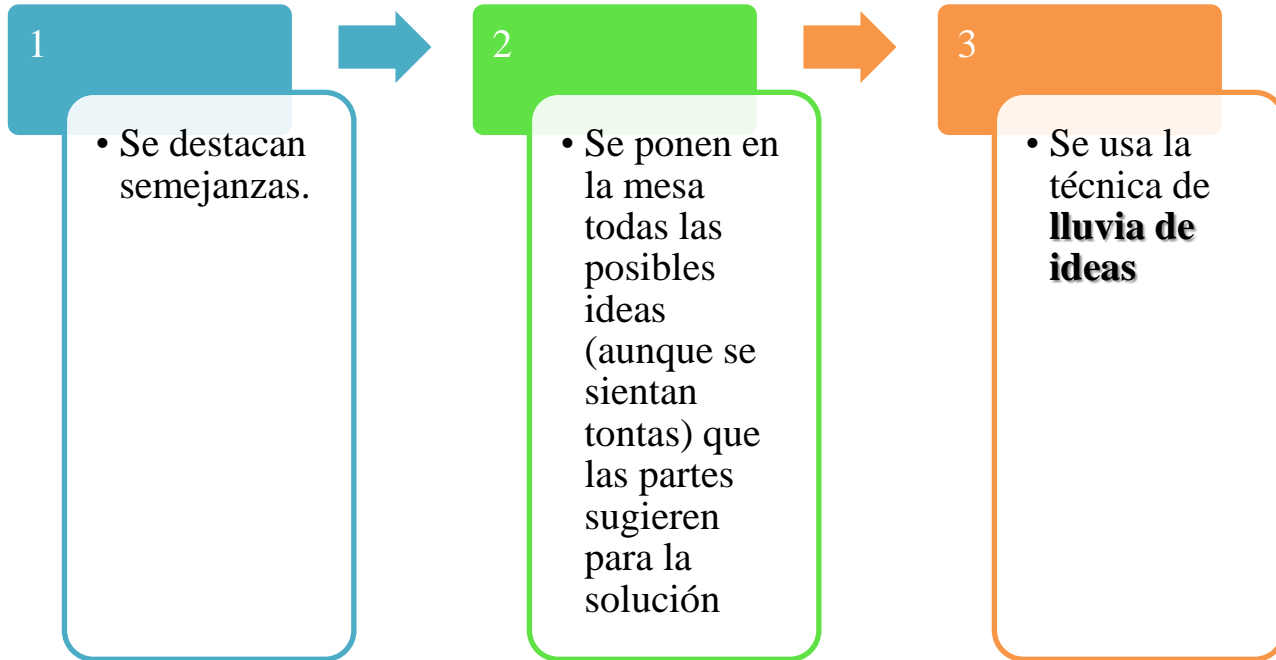 1
• Se destacan
semejanzas.
2
• Se ponen en
la mesa
todas las
posibles
ideas
(aunque se
sientan
tontas) que
las partes
sugieren
para la
solución
3
• Se usa la
técnica de
lluvia de
ideas